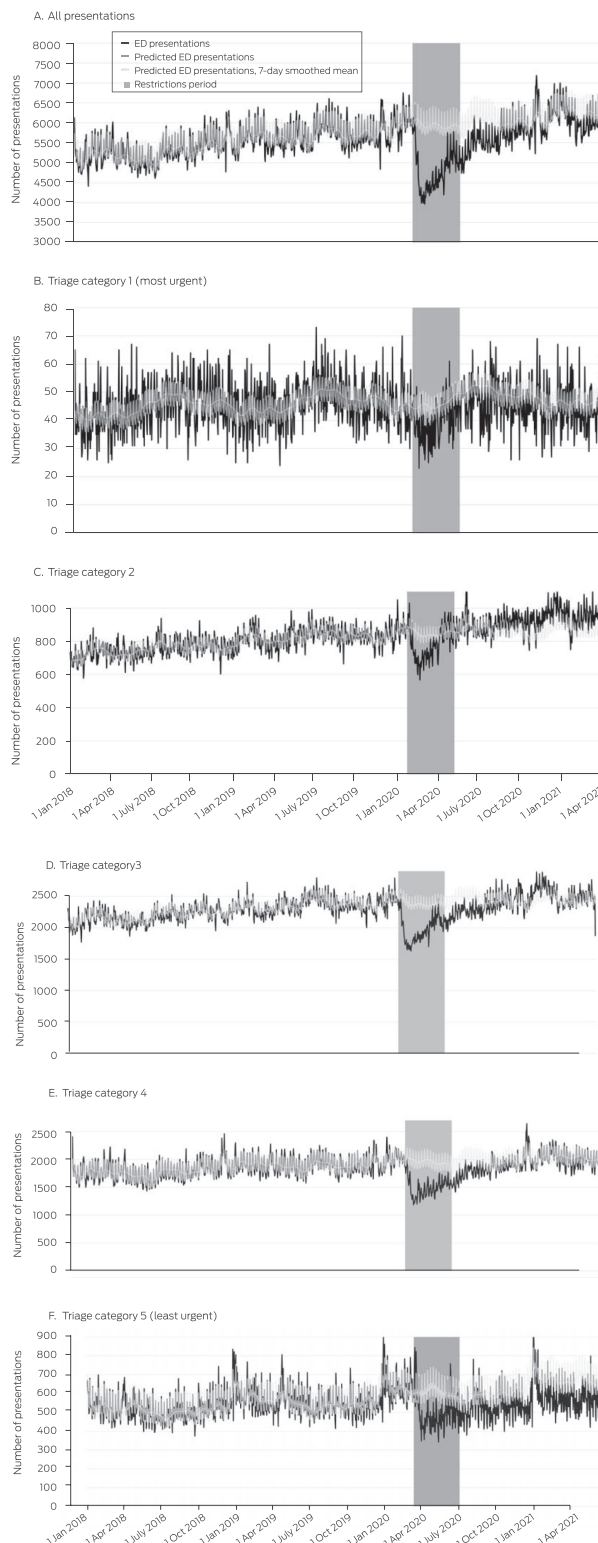 A. All presentations
ED presentations
Predicted ED presentations
Predicted ED presentations, 7-day smoothed mean
Restrictions period
Number of presentations
8000
7500
7000
6500
6000
5500
5000
4500
4000
3500
3000
B. Triage category 1 (most urgent)
Number of presentations
80
70
60
50
40
30
20
10
0
C. Triage category 2
Number of presentations
1000
800
600
400
200
0
1 Jan 2018
1 Apr 2018
1 July 2018
1 Oct 2018
1 Jan 2019
1 Apr 2019
1 July 2019
1 Oct 2019
1 Jan 2020
1 Apr 2020
1 July 2020
1 Oct 2020
1 Jan 2021
1 Apr 202
D. Triage category3
Number of presentations
2500
2000
1500
1000
500
0
E. Triage category 4
Number of presentations
2500
2000
1500
1000
500
0
F. Triage category 5 (least urgent)
Number of presentations
900
800
700
600
500
400
300
200
100
0
1 Jan 2018
1 Apr 2018
1 July 2018
1 Oct 2018
1 Jan 2019
1 Apr 2019
1 July 2019
1 Oct 2019
1 Jan 2020
1 Apr 2020
1 July 2020
1 Oct 2020
1 Jan 2021
1 Apr 2021